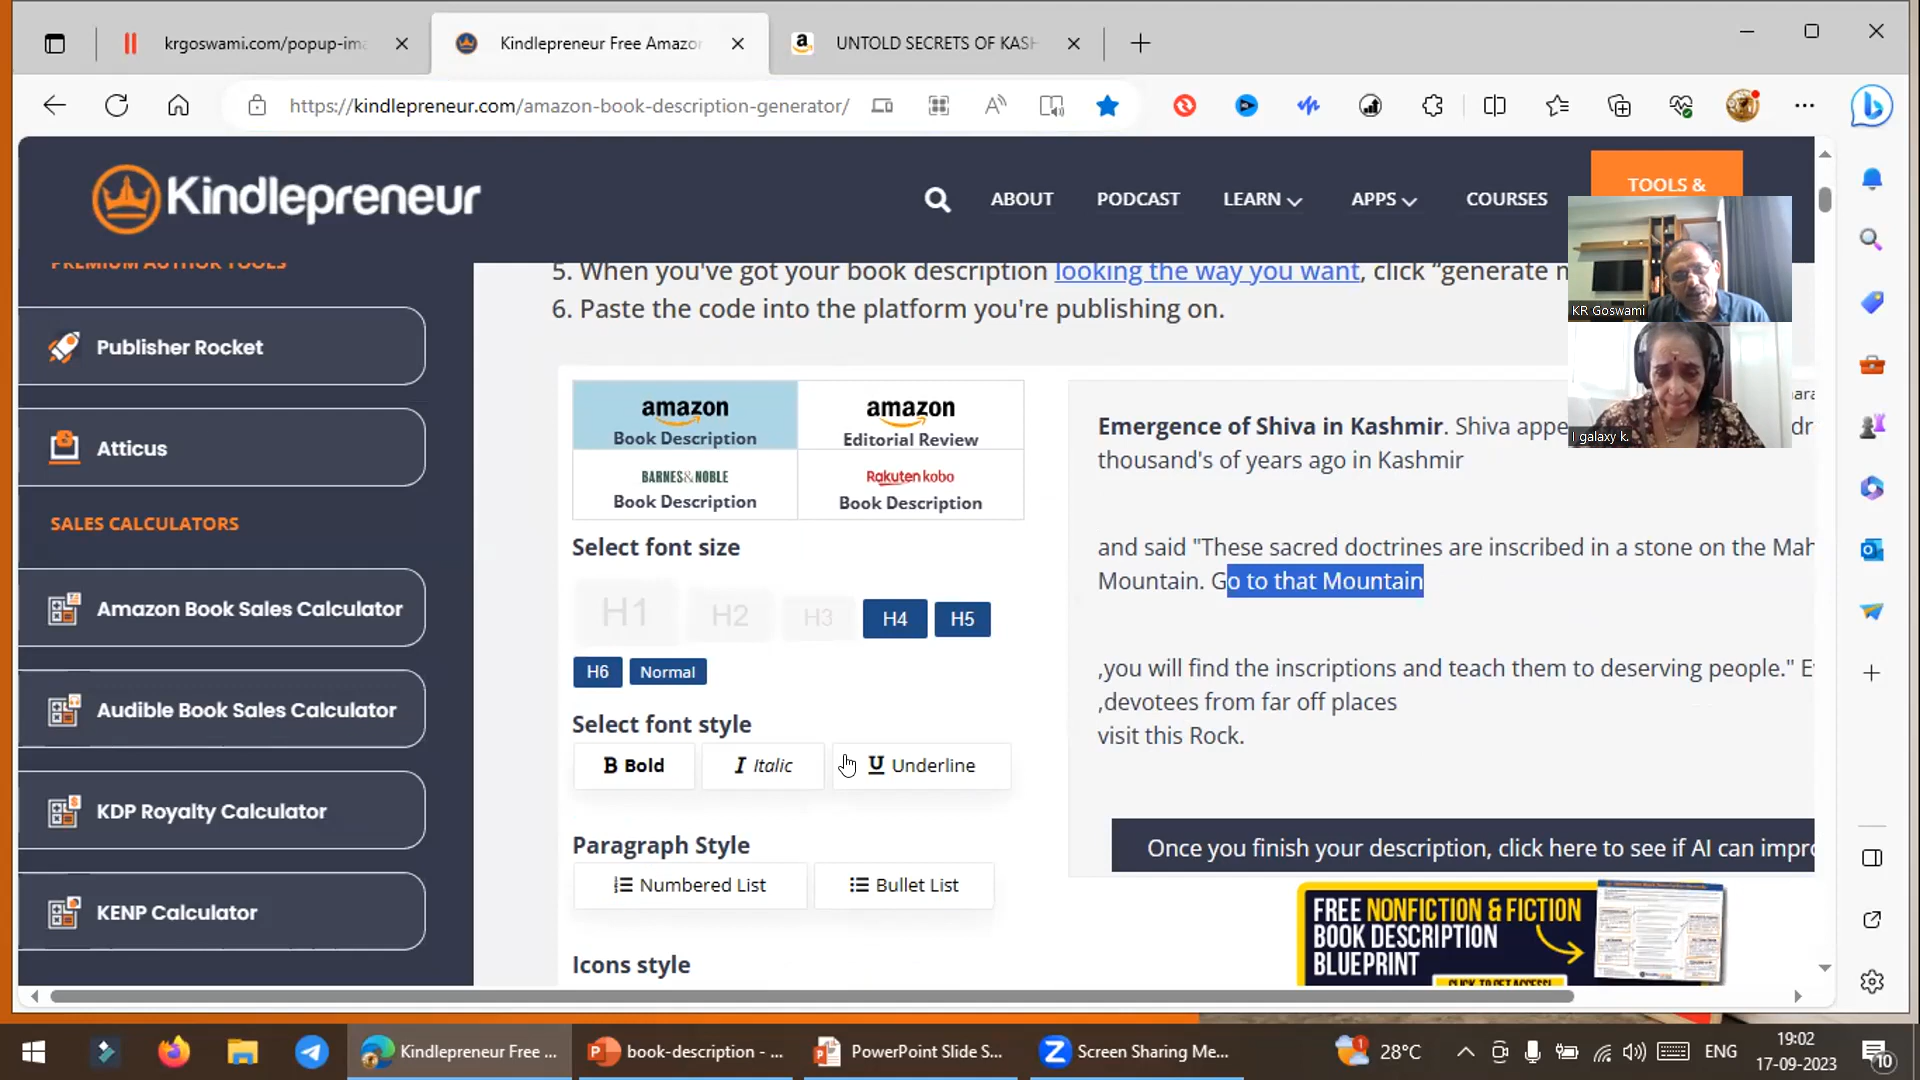 krgoswami.com/popup-ima
Kindlepreneur Free Amazon
UNTOLD SECRETS OF KASH
https://kindlepreneur.com/amazon-book-description-generator/
Kindlepreneur
ABOUT
PODCAST
LEARN
APPS
COURSES
TOOLS &
PREMIUM AUTHOR TOOLS
Publisher Rocket
Atticus
SALES CALCULATORS
Amazon Book Sales Calculator
Audible Book Sales Calculator
KDP Royalty Calculator
KENP Calculator
5. When you've got your book description looking the way you want, click “generate m
6. Paste the code into the platform you're publishing on.
KR Goswami
I galaxy k.
amazon
Book Description
amazon
Editorial Review
BARNES & NOBLE
Book Description
Rakuten kobo
Book Description
Select font size
H1 H2 H3 H4 H5
H6 Normal
Select font style
B Bold
I Italic
U Underline
Paragraph Style
Numbered List
Bullet List
Icons style
Emergence of Shiva in Kashmir. Shiva appe
thousand's of years ago in Kashmir
and said "These sacred doctrines are inscribed in a stone on the Mah
Mountain. Go to that Mountain
,you will find the inscriptions and teach them to deserving people." E
,devotees from far off places
visit this Rock.
Once you finish your description, click here to see if AI can impro
FREE NONFICTION & FICTION
BOOK DESCRIPTION
BLUEPRINT
CLICK TO GET ACCESS!
Kindlepreneur Free ...
book-description - ...
PowerPoint Slide S...
Screen Sharing Me...
28°C
ENG
19:02
17-09-2023
10